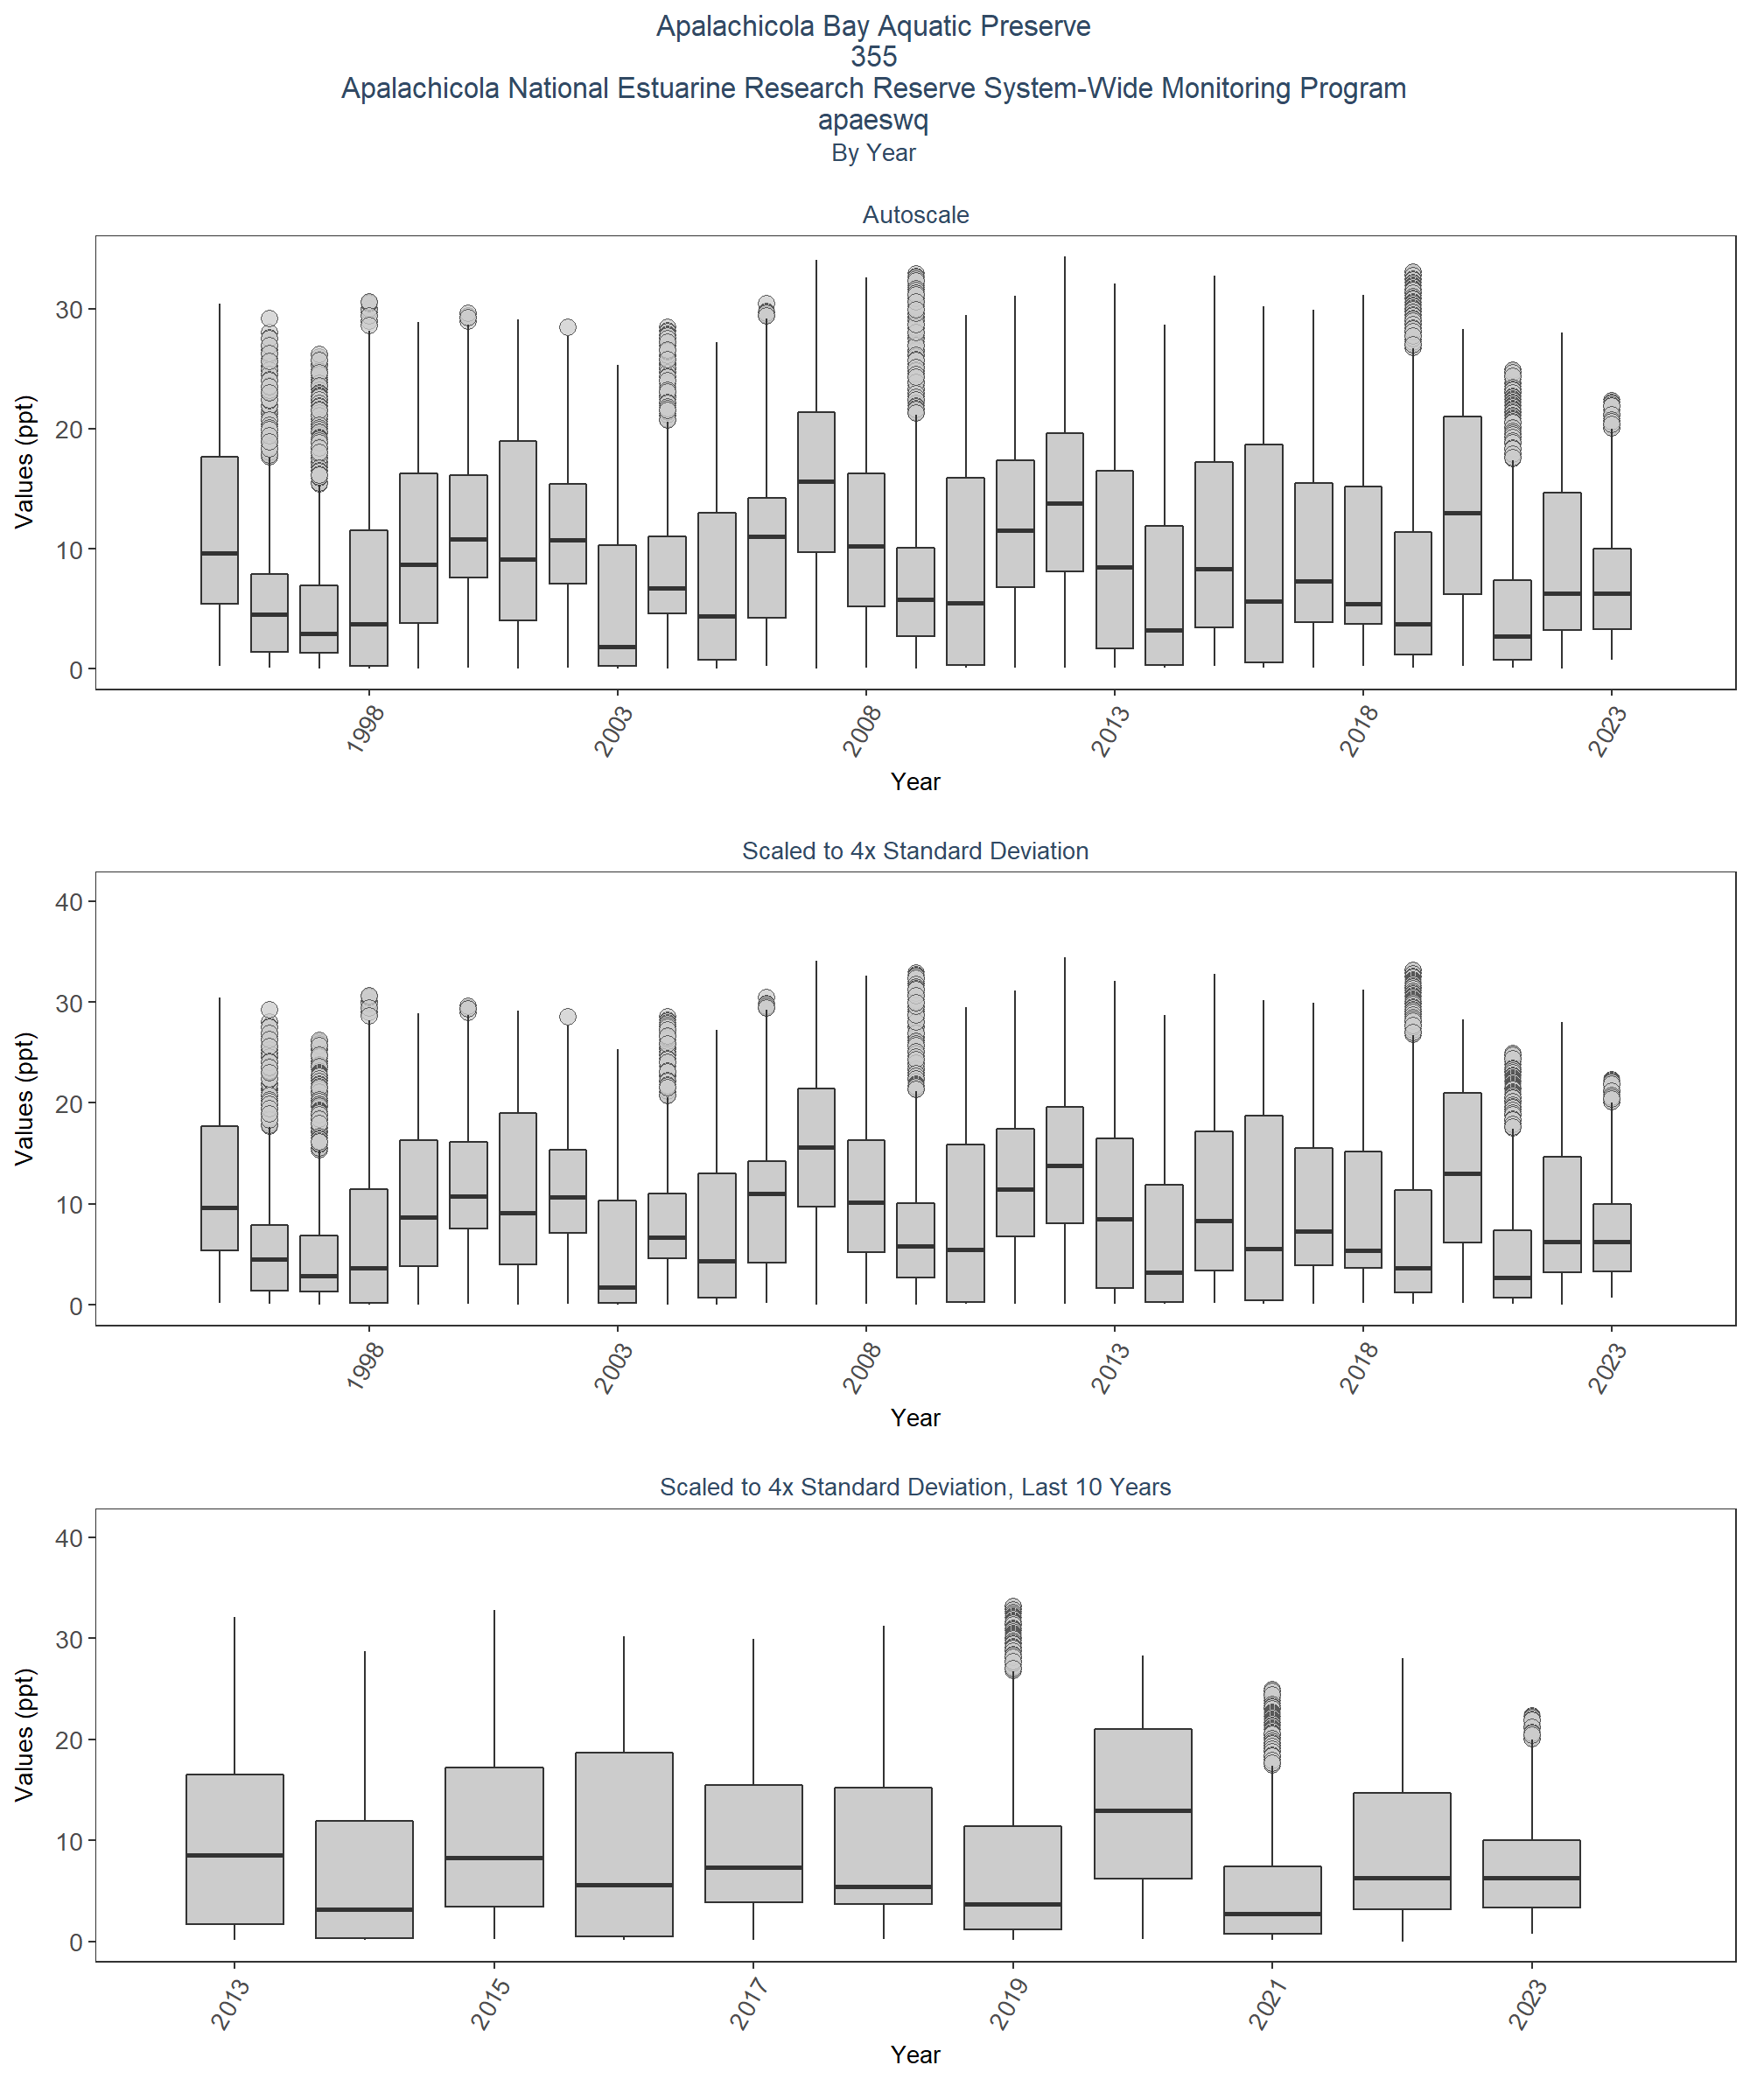 Apalachicola Bay Aquatic Preserve
355
Apalachicola National Estuarine Research Reserve System-Wide Monitoring Program
apaeswq
By Year
Autoscale
Values (ppt)
30
20
10
0
1998
2003
2008
2013
2018
2023
Year
Scaled to 4x Standard Deviation
Values (ppt)
40
30
20
10
0
1998
2003
2008
2013
2018
2023
Year
Scaled to 4x Standard Deviation, Last 10 Years
Values (ppt)
40
30
20
10
0
2013
2015
2017
2019
2021
2023
Year